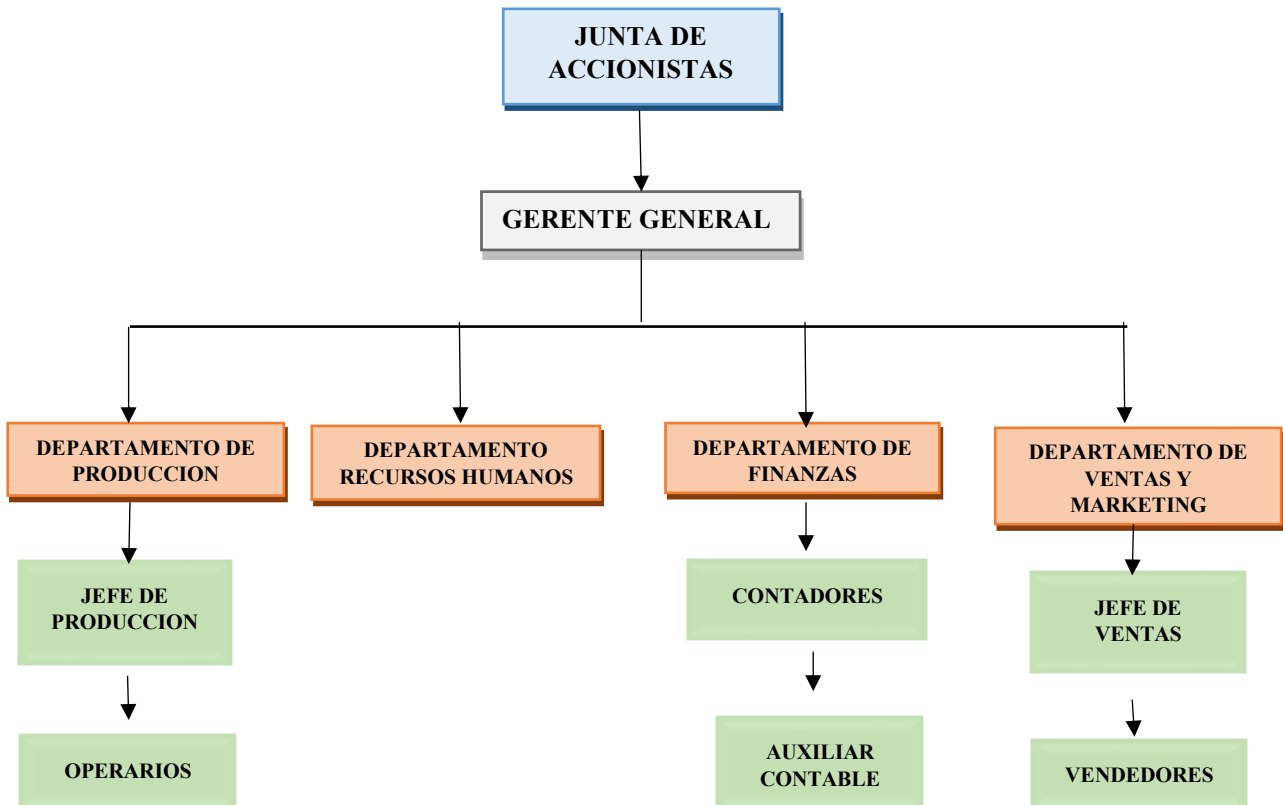 JUNTA DE
ACCIONISTAS
GERENTE GENERAL
DEPARTAMENTO DE
PRODUCCION
DEPARTAMENTO
RECURSOS HUMANOS
DEPARTAMENTO DE
FINANZAS
DEPARTAMENTO DE
VENTAS Y
MARKETING
JEFE DE
PRODUCCION
CONTADORES
JEFE DE
VENTAS
OPERARIOS
AUXILIAR
CONTABLE
VENDEDORES